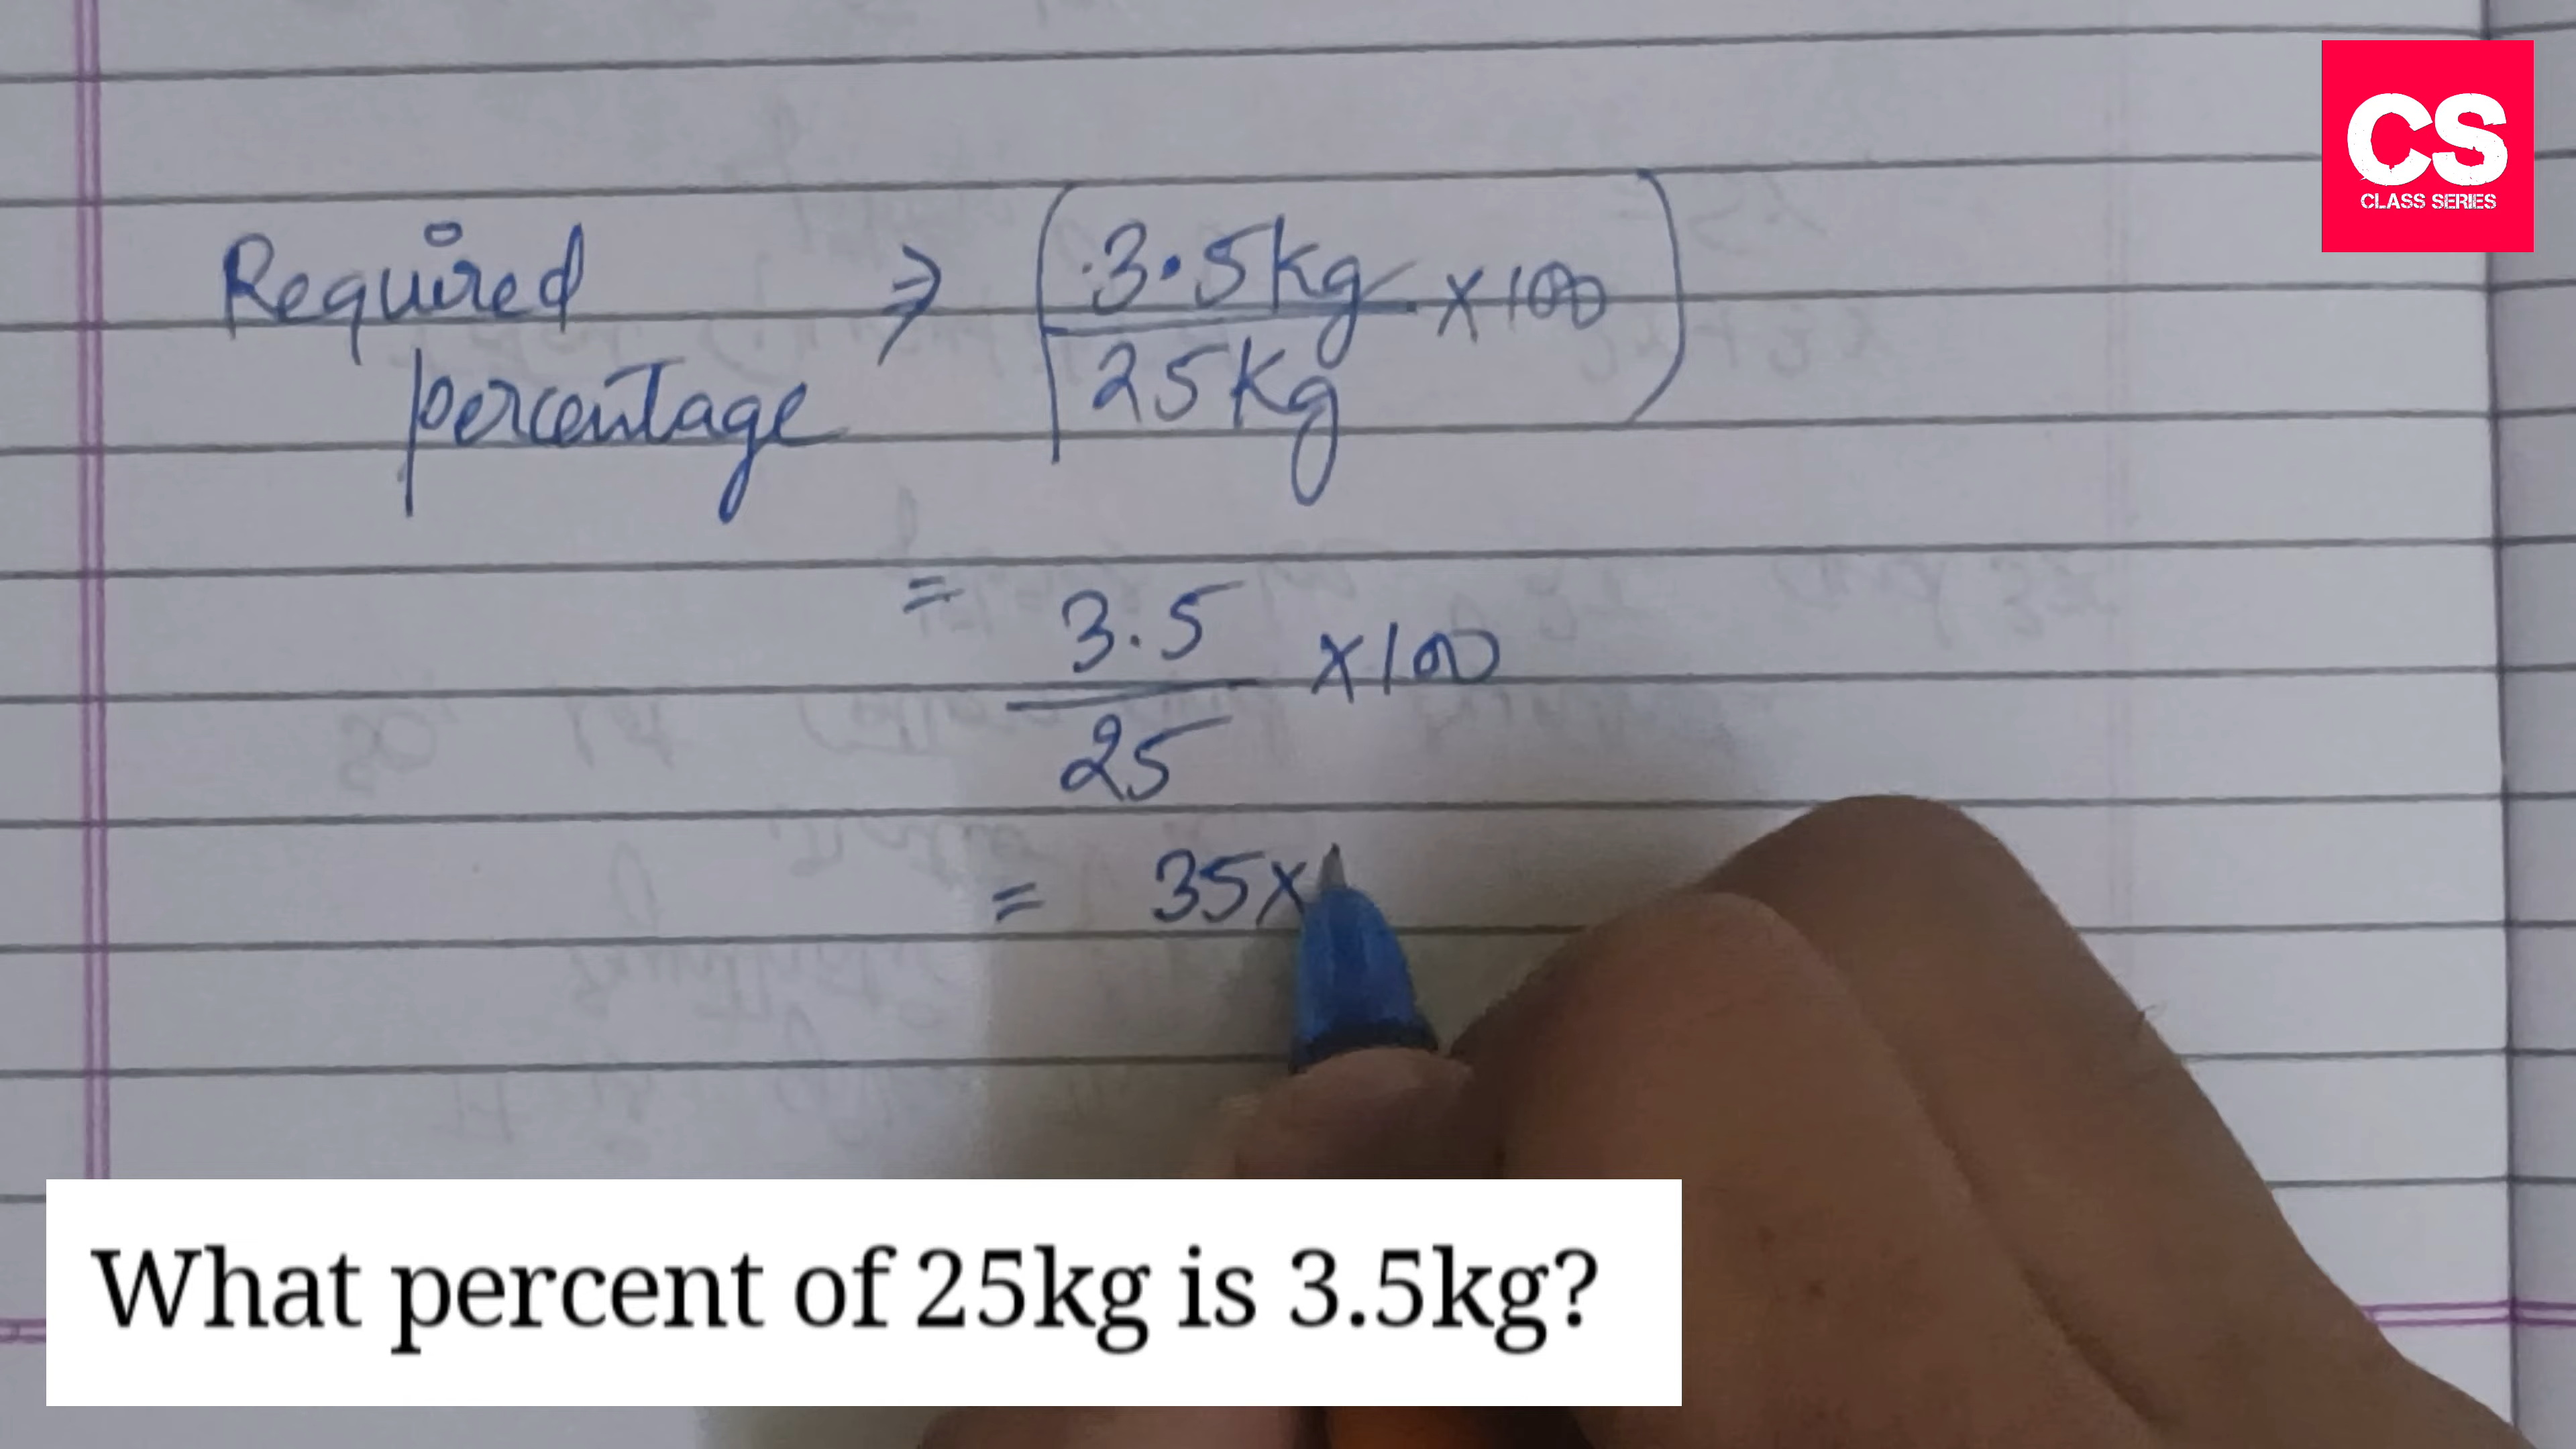 CS
CLASS SERIES
Required percentage ⇒ (3.5kg/25kg × 100)
= 3.5/25 × 100
= 35×
What percent of 25kg is 3.5kg?